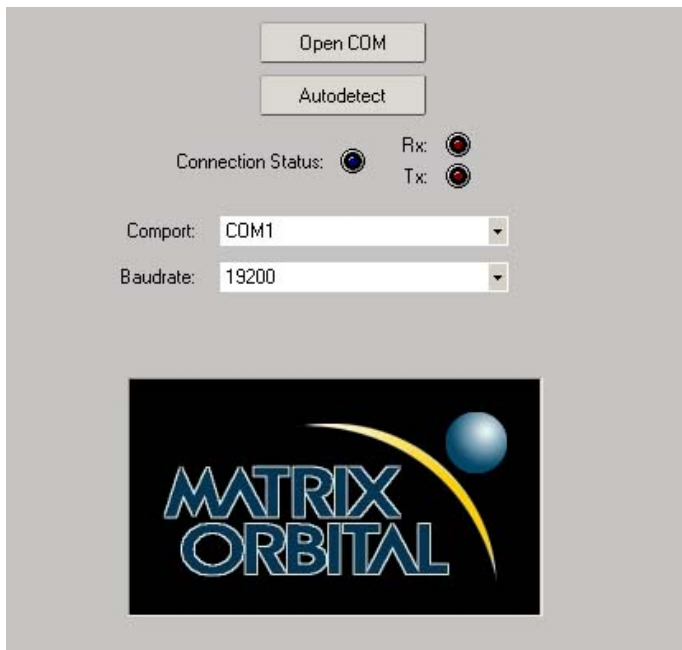 Open COM
Autodetect
Connection Status:
Rx:
Tx:
Comport: COM1
Baudrate: 19200
MATRIX
ORBITAL